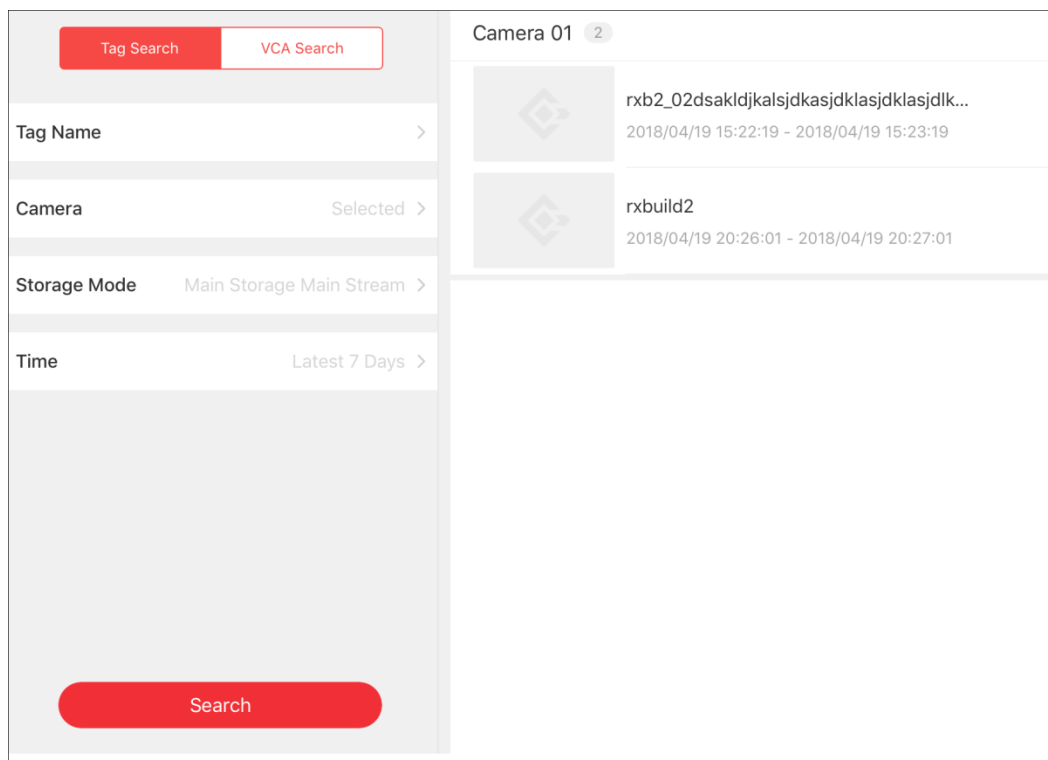 Tag Search
VCA Search
Tag Name
Camera
Selected
Storage Mode
Main Storage Main Stream
Time
Latest 7 Days
Search
Camera 01
2
rxb2_02dsakldjkalsjdkasjdklasjdklasjdlk...
2018/04/19 15:22:19 - 2018/04/19 15:23:19
rxbuild2
2018/04/19 20:26:01 - 2018/04/19 20:27:01